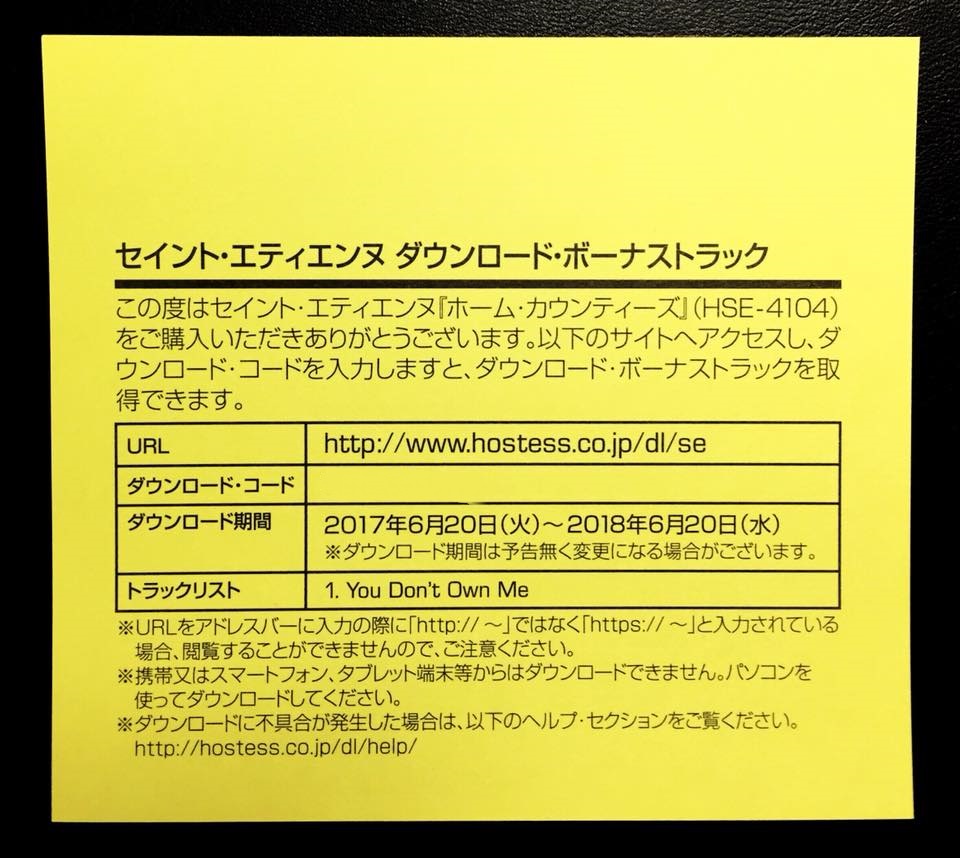 セイント・エティエンヌ ダウンロード・ボーナストラック
この度はセイント・エティエンヌ『ホーム・カウンティーズ』(HSE-4104)
をご購入いただきありがとうございます。以下のサイトへアクセスし、ダ
ウンロード・コードを入力しますと、ダウンロード・ボーナストラックを取
得できます。
URL http://www.hostess.co.jp/dl/se
ダウンロード・コード
ダウンロード期間 2017年6月20日(火)～2018年6月20日(水)
※ダウンロード期間は予告無く変更になる場合がございます。
トラックリスト 1. You Don't Own Me
※URLをアドレスバーに入力の際に「http:// ～」ではなく「https:// ～」と入力されている
場合、閲覧することができませんので、ご注意ください。
※携帯又はスマートフォン、タブレット端末等からはダウンロードできません。パソコンを
使ってダウンロードしてください。
※ダウンロードに不具合が発生した場合は、以下のヘルプ・セクションをご覧ください。
http://hostess.co.jp/dl/help/